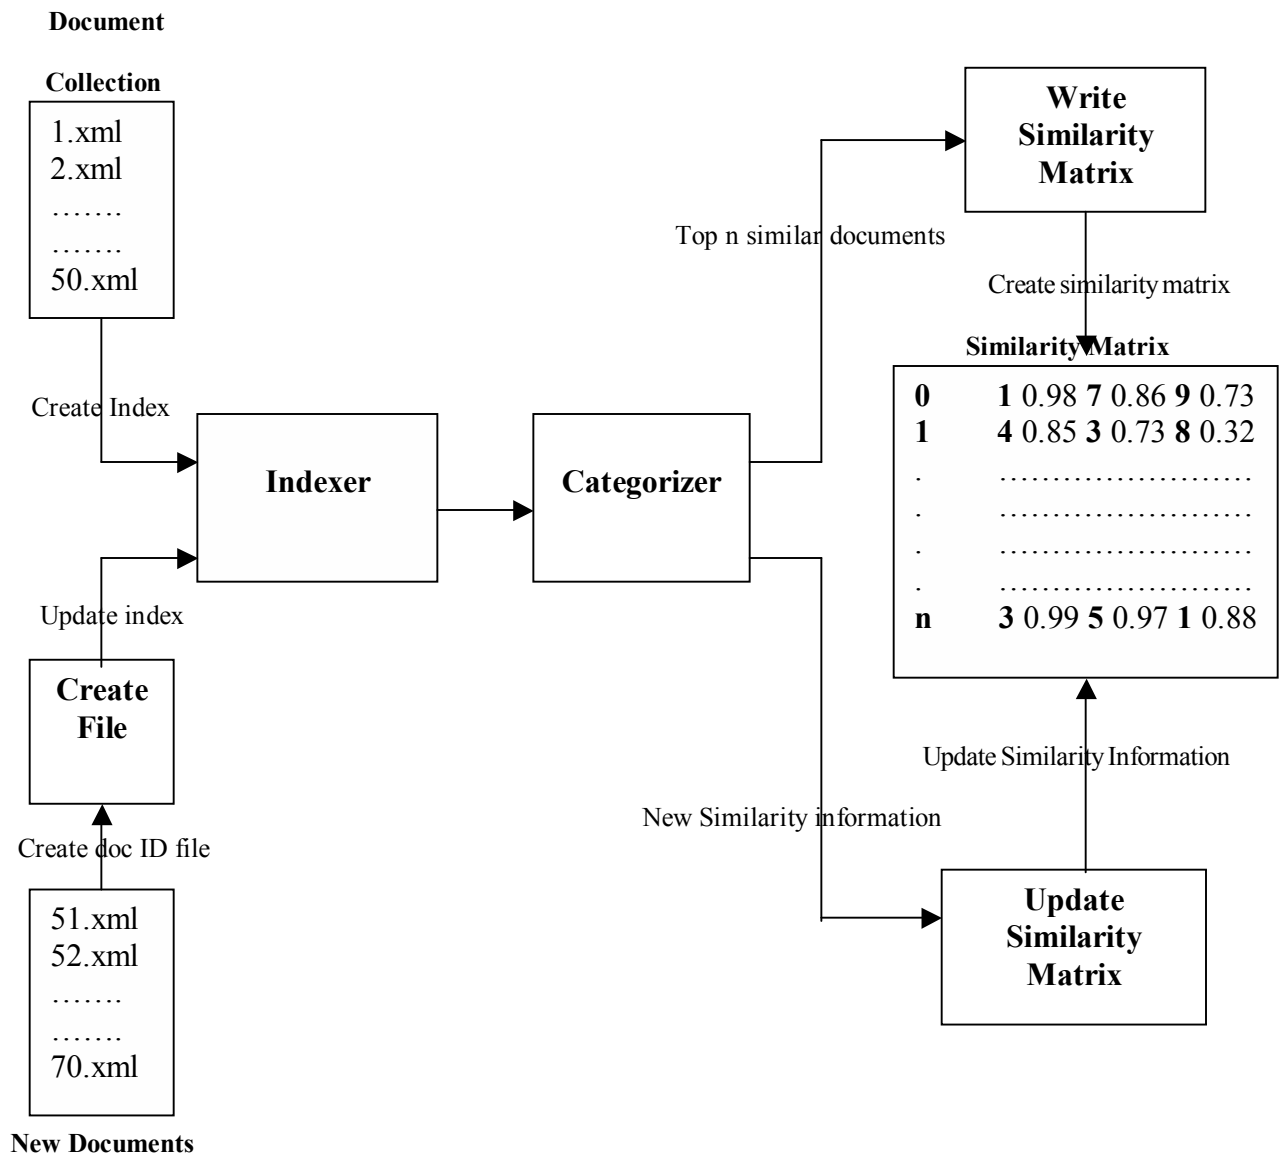 Document
Collection
1.xml
2.xml
.......
.......
50.xml
Create Index
Indexer
Update index
Create
File
Create doc ID file
51.xml
52.xml
.......
.......
70.xml
New Documents
Categorizer
Top n similar documents
Write
Similarity
Matrix
Create similarity matrix
Similarity Matrix
0 1 0.98 7 0.86 9 0.73
1 4 0.85 3 0.73 8 0.32
. ........................
. ........................
. ........................
. ........................
n 3 0.99 5 0.97 1 0.88
Update Similarity Information
New Similarity information
Update
Similarity
Matrix